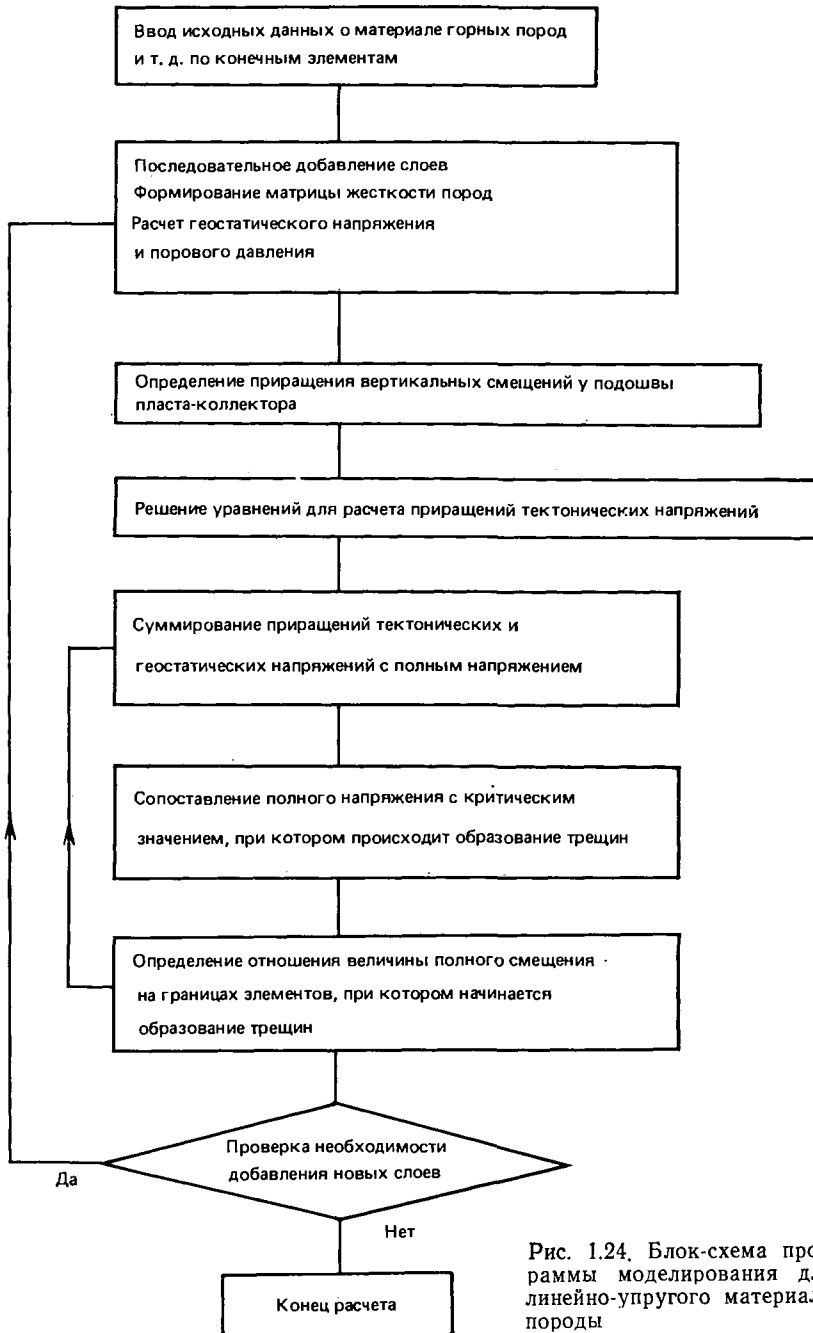 Ввод исходных данных о материале горных пород
и т. д. по конечным элементам
Последовательное добавление слоев
Формирование матрицы жесткости пород
Расчет геостатического напряжения
и порового давления
Определение приращения вертикальных смещений у подошвы
пласта-коллектора
Решение уравнений для расчета приращений тектонических напряжений
Суммирование приращений тектонических и
геостатических напряжений с полным напряжением
Сопоставление полного напряжения с критическим
значением, при котором происходит образование трещин
Определение отношения величины полного смещения
на границах элементов, при котором начинается
образование трещин
Проверка необходимости
добавления новых слоев
Да
Нет
Конец расчета
Рис. 1.24. Блок-схема про
раммы моделирования дл
линейно-упругого материал
породы